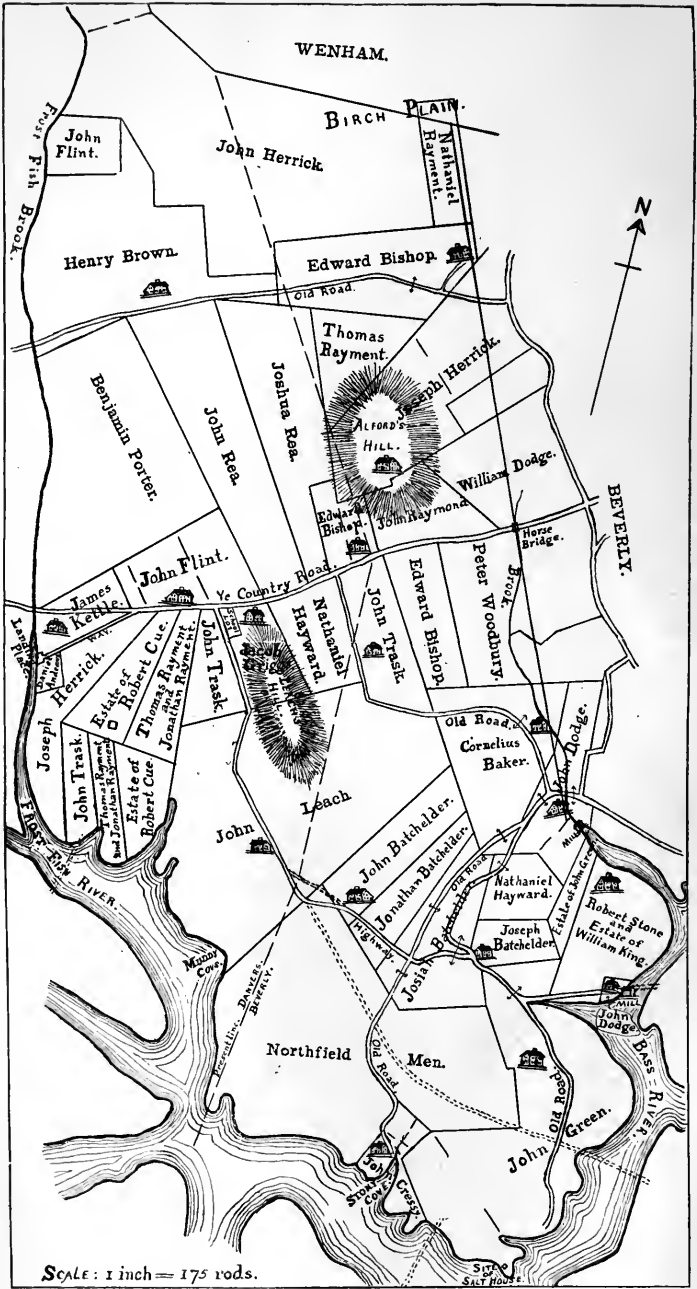 WENHAM.
BIRCH PLAIN.
Frost Fish Brook.
John
Flint.
John Herrick.
Nathaniel
Rayment.
N
Henry Brown.
Edward Bishop.
Old Road.
Thomas
Rayment.
Joseph Herrick.
Benjamin Porter.
John Rea.
Joshua Rea.
ALFORD'S
HILL.
William Dodge.
Edward
Bishop.
John Raymond
BEVERLY.
Horse
Bridge.
Brook.
James
Kettle.
John Flint.
Ye Country Road.
WAY.
Landing
Place.
Joseph Herrick.
Estate of
Robert Cue.
Thomas Rayment
and
Jonathan Rayment.
John Trask.
Jacob
HILL.
Nathaniel
Hayward.
John Trask.
Edward Bishop.
Peter Woodbury.
Old Road.
Cornelius
Baker.
John Dodge.
John Trask.
Thomas Rayment
and Jonathan Rayment.
Estate of
Robert Cue.
FROST FISH RIVER.
John Leach
John Batchelder.
Jonathan Batchelder.
Old Road
Highway.
Nathaniel
Hayward.
Estate of John
Robert Stone
and
Estate of
William King.
Joseph
Batchelder.
Josiah Batchelder
MILL
John
Dodge.
BASS RIVER.
Present line, DANVERS.
BEVERLY.
Northfield Men.
Old Road.
Old Road.
John Green.
COVE.
John Cressy.
SITE
OF
SALT HOUSE.
SCALE: 1 inch = 175 rods.